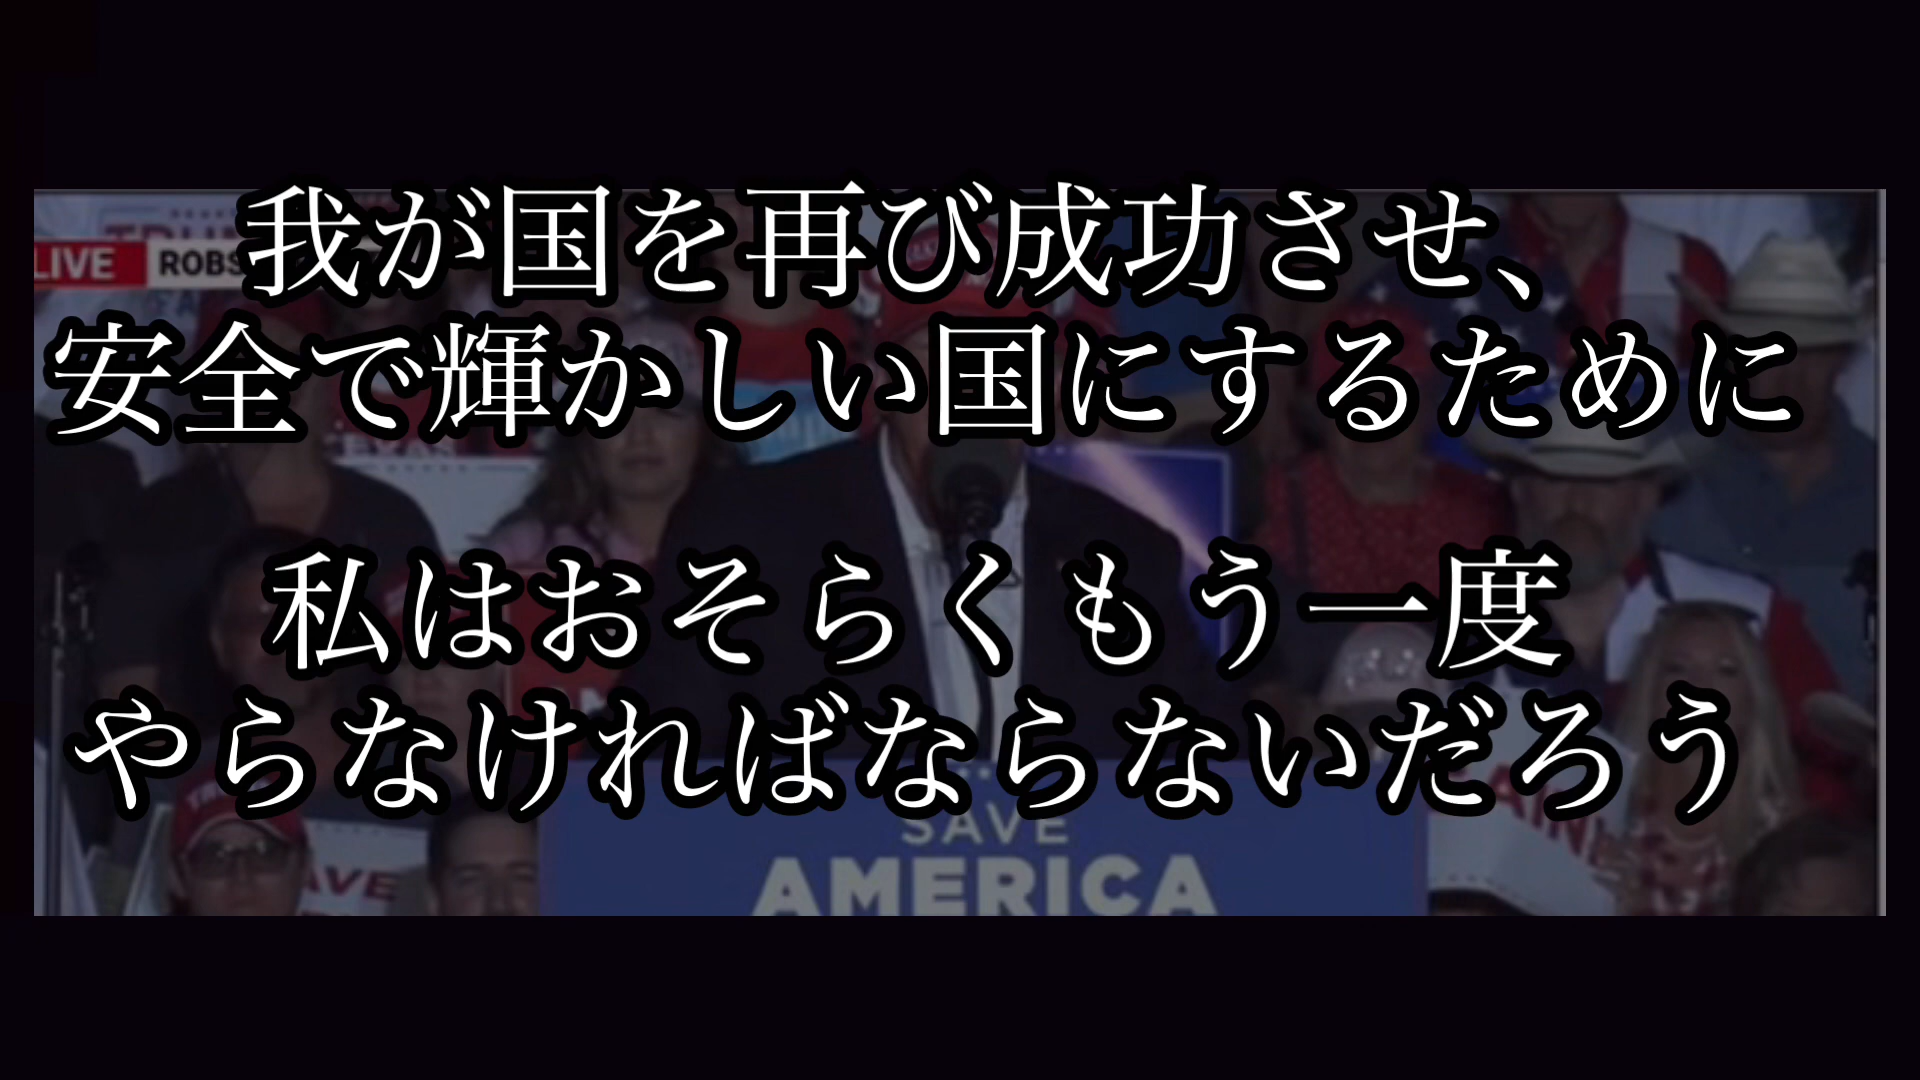 我が国を再び成功させ、
安全で輝かしい国にするために
私はおそらくもう一度
やらなければならないだろう
LIVE
ROBS
TEXAS
SAVE
AMERICA